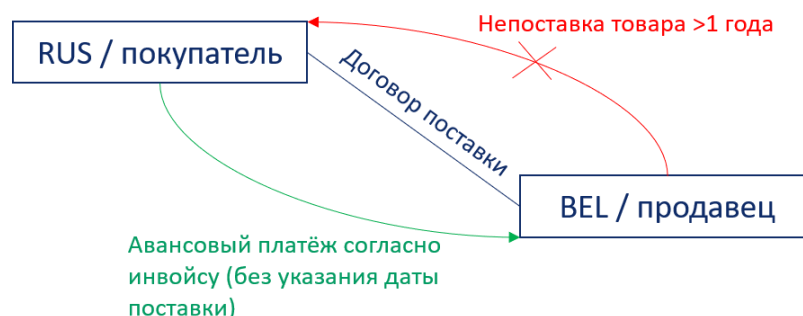 Непоставка товара >1 года
RUS / покупатель
Договор поставки
BEL / продавец
Авансовый платёж согласно
инвойсу (без указания даты
поставки)